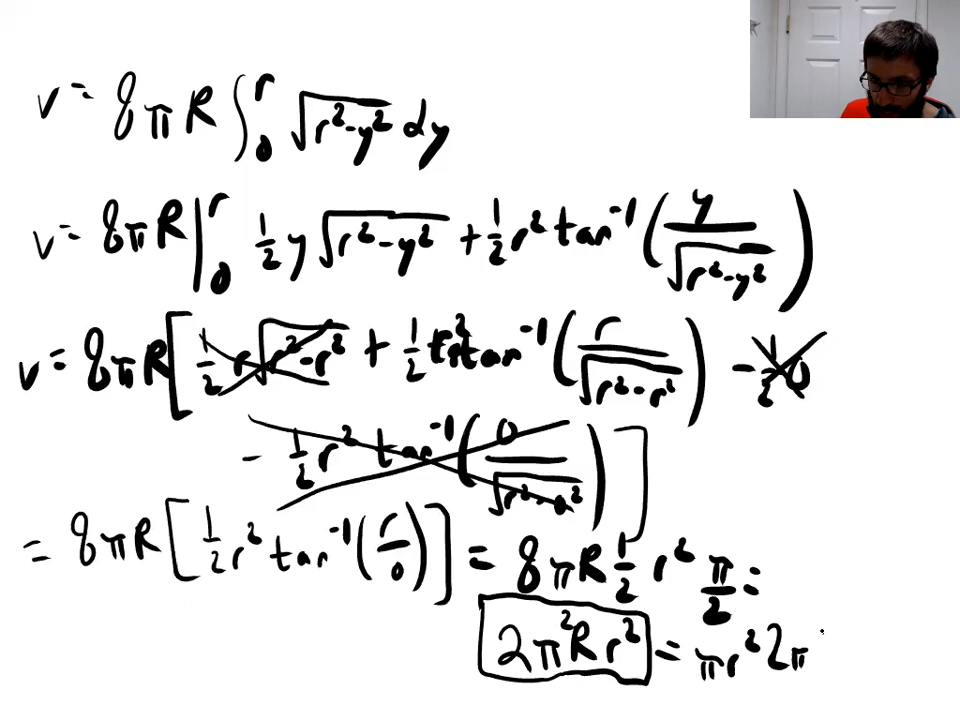 v = 8πR ∫₀ʳ √(r²-y²) dy
v = 8πR |₀ʳ ½y√(r²-y²) + ½r² tan⁻¹(y/√(r²-y²))
v = 8πR[½r√(r²-r²) + ½r² tan⁻¹(r/√(r²-r²)) - ½0
- ½r² tan⁻¹(0/√(r²-0²))]
= 8πR[½r² tan⁻¹(r/0)] = 8πR ½ r² π/2 =
2π²Rr² = πr² 2π